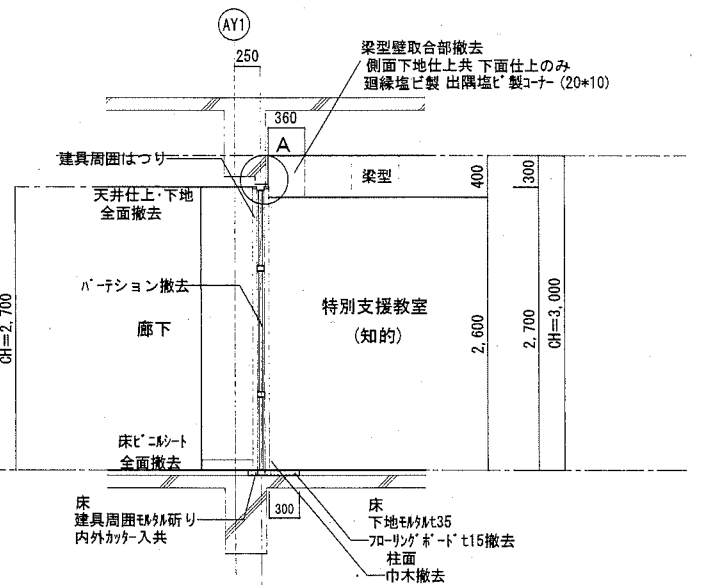 AY1
250
梁型壁取合部撤去
側面下地仕上共 下面仕上のみ
廻縁塩ビ製 出隅塩ﾋﾞ製ｺｰﾅｰ (20*10)
360
A
建具周囲はつり
梁型
400
300
天井仕上・下地
全面撤去
CH=2,700
ﾊﾟｰテｼｮﾝ撤去
廊下
特別支援教室
(知的)
2,600
2,700
CH=3,000
床ﾋﾞﾆﾙｼｰﾄ
全面撤去
床
建具周囲ﾓﾙﾀﾙ斫り
内外ｶｯﾀｰ入共
300
床
下地ﾓﾙﾀﾙt35
ﾌﾛｰﾘﾝｸﾞﾎﾞｰﾄﾞt15撤去
柱面
巾木撤去